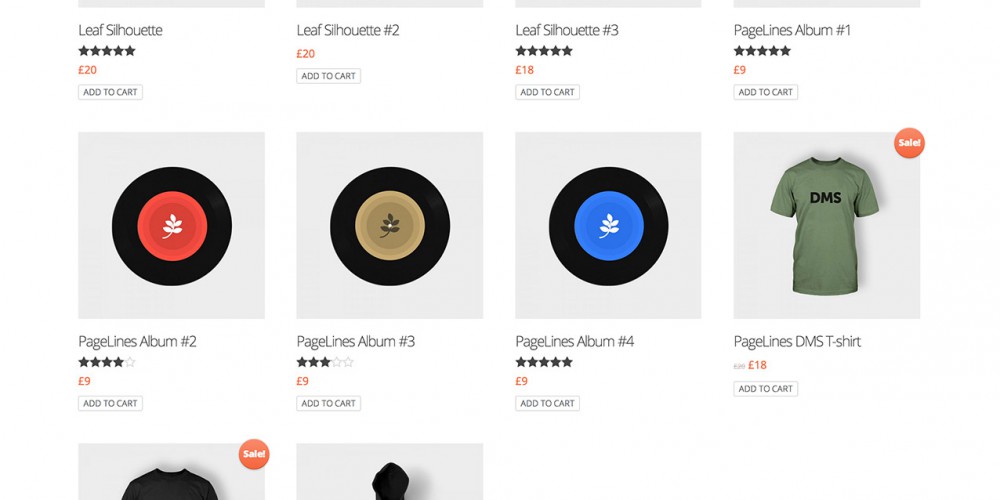 Leaf Silhouette
£20
ADD TO CART
Leaf Silhouette #2
£20
ADD TO CART
Leaf Silhouette #3
£18
ADD TO CART
PageLines Album #1
£9
ADD TO CART
PageLines Album #2
£9
ADD TO CART
PageLines Album #3
£9
ADD TO CART
PageLines Album #4
£9
ADD TO CART
Sale!
DMS
PageLines DMS T-shirt
£20 £18
ADD TO CART
Sale!